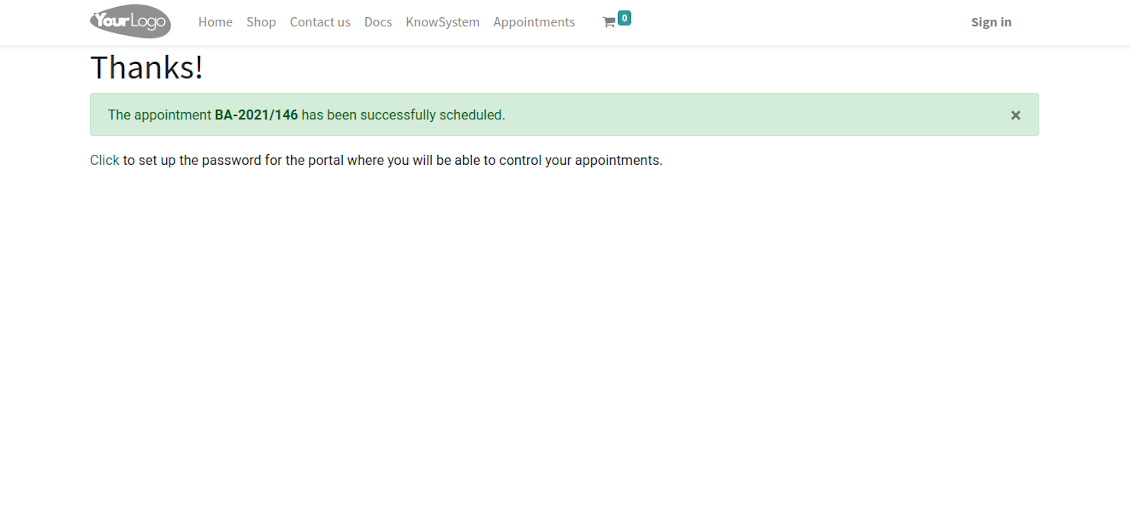 YourLogo Home Shop Contact us Docs KnowSystem Appointments 0 Sign in
Thanks!
The appointment BA-2021/146 has been successfully scheduled. ×
Click to set up the password for the portal where you will be able to control your appointments.